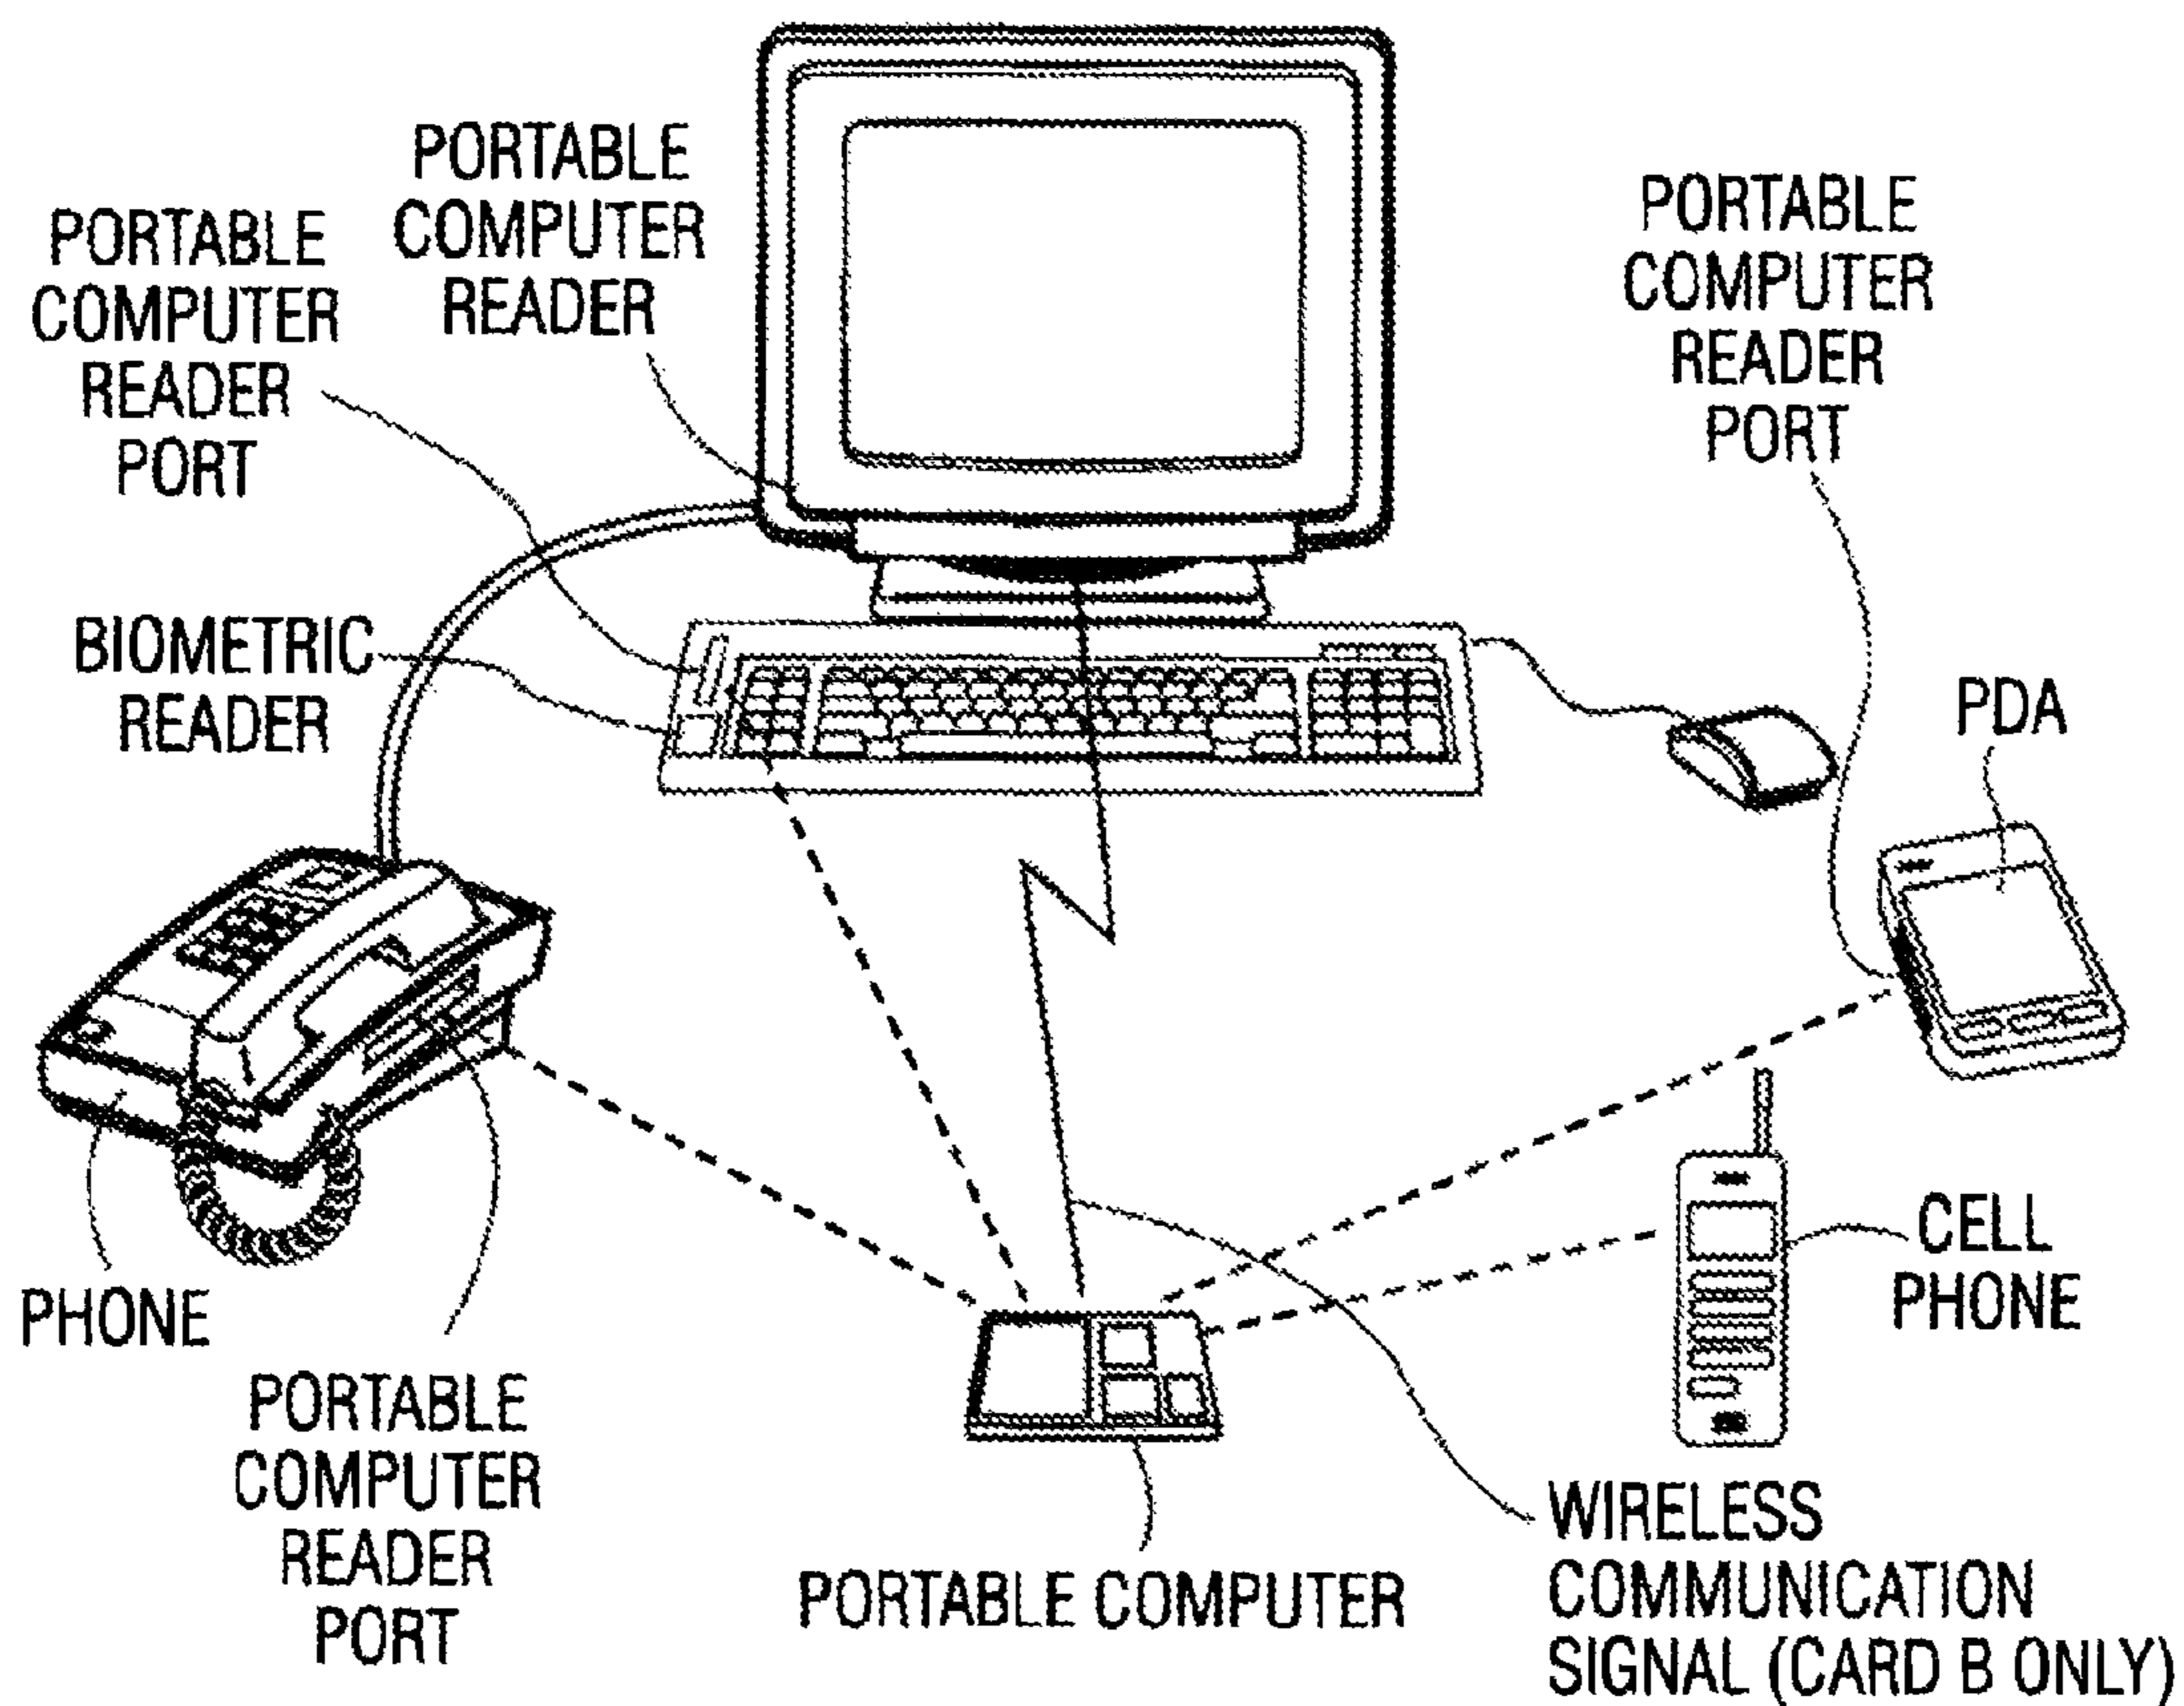 PORTABLE
COMPUTER
READER
PORTABLE
COMPUTER
READER
PORT
PORTABLE
COMPUTER
READER
PORT
BIOMETRIC
READER
PDA
CELL
PHONE
PHONE
PORTABLE
COMPUTER
READER
PORT
PORTABLE COMPUTER
WIRELESS
COMMUNICATION
SIGNAL (CARD B ONLY)